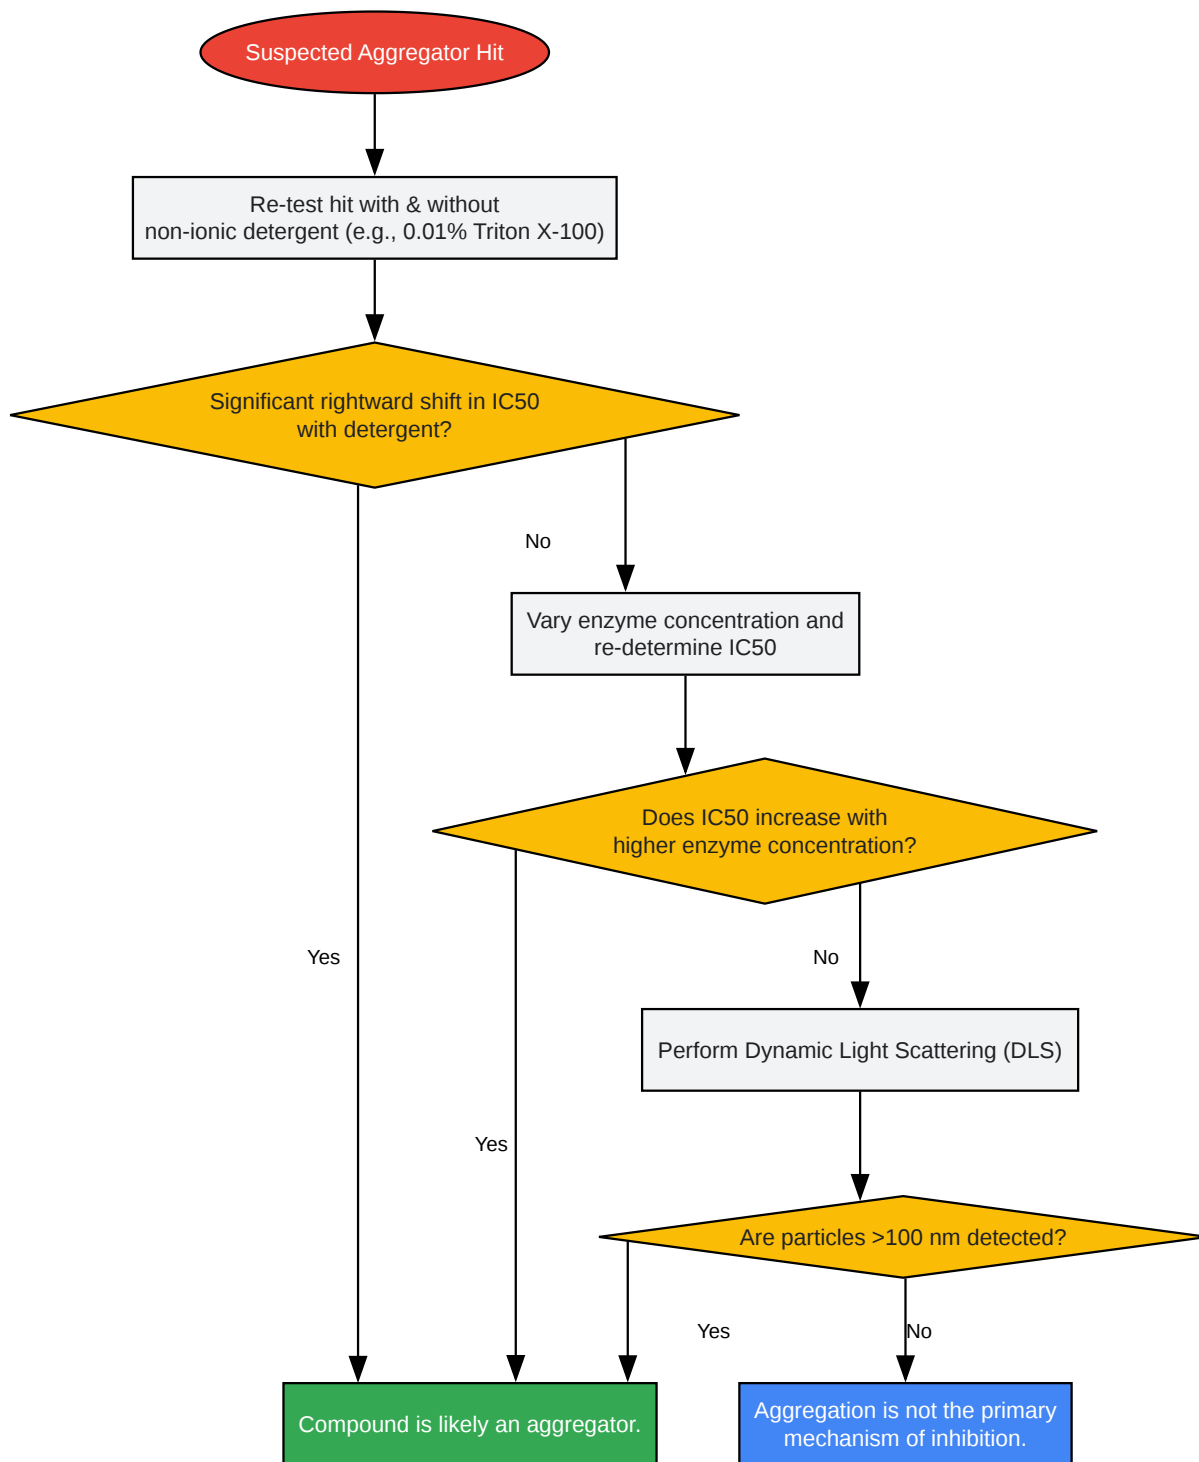 Suspected Aggregator Hit
Re-test hit with & without
non-ionic detergent (e.g., 0.01% Triton X-100)
Significant rightward shift in IC50
with detergent?
No
Vary enzyme concentration and
re-determine IC50
Does IC50 increase with
higher enzyme concentration?
Yes
No
Perform Dynamic Light Scattering (DLS)
Yes
Are particles >100 nm detected?
Yes
No
Compound is likely an aggregator.
Aggregation is not the primary
mechanism of inhibition.